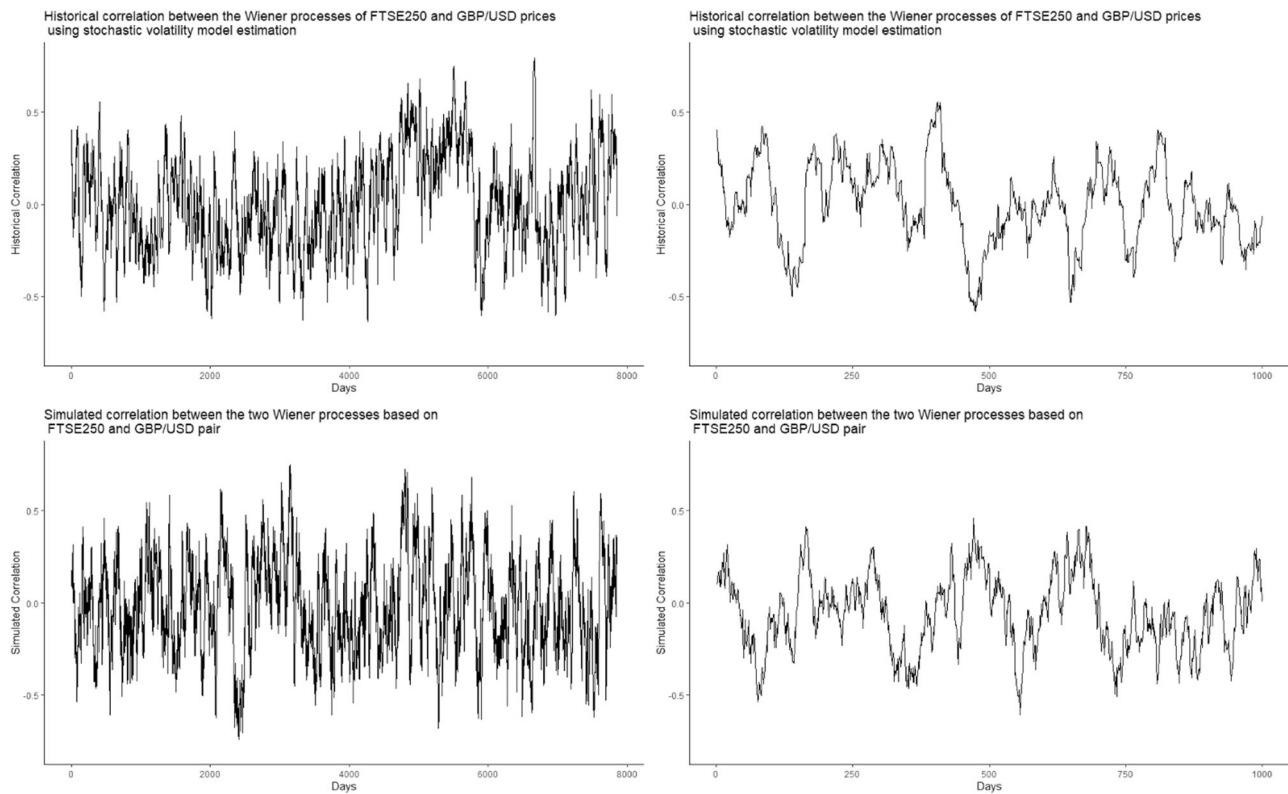 Historical correlation between the Wiener processes of FTSE250 and GBP/USD prices
using stochastic volatility model estimation
0.5
0.0
-0.5
Historical Correlation
0
2000
4000
6000
8000
Days
Historical correlation between the Wiener processes of FTSE250 and GBP/USD prices
using stochastic volatility model estimation
0.5
0.0
-0.5
Historical Correlation
0
250
500
750
1000
Days
Simulated correlation between the two Wiener processes based on
FTSE250 and GBP/USD pair
0.5
0.0
-0.5
Simulated Correlation
0
2000
4000
6000
8000
Days
Simulated correlation between the two Wiener processes based on
FTSE250 and GBP/USD pair
0.5
0.0
-0.5
Simulated Correlation
0
250
500
750
1000
Days